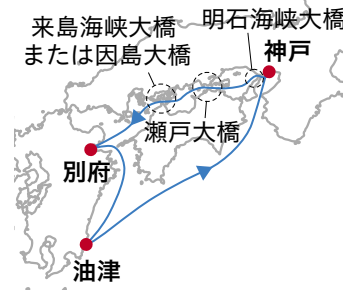 来島海峡大橋
または因島大橋
明石海峡大橋
神戸
瀬戸大橋
別府
油津